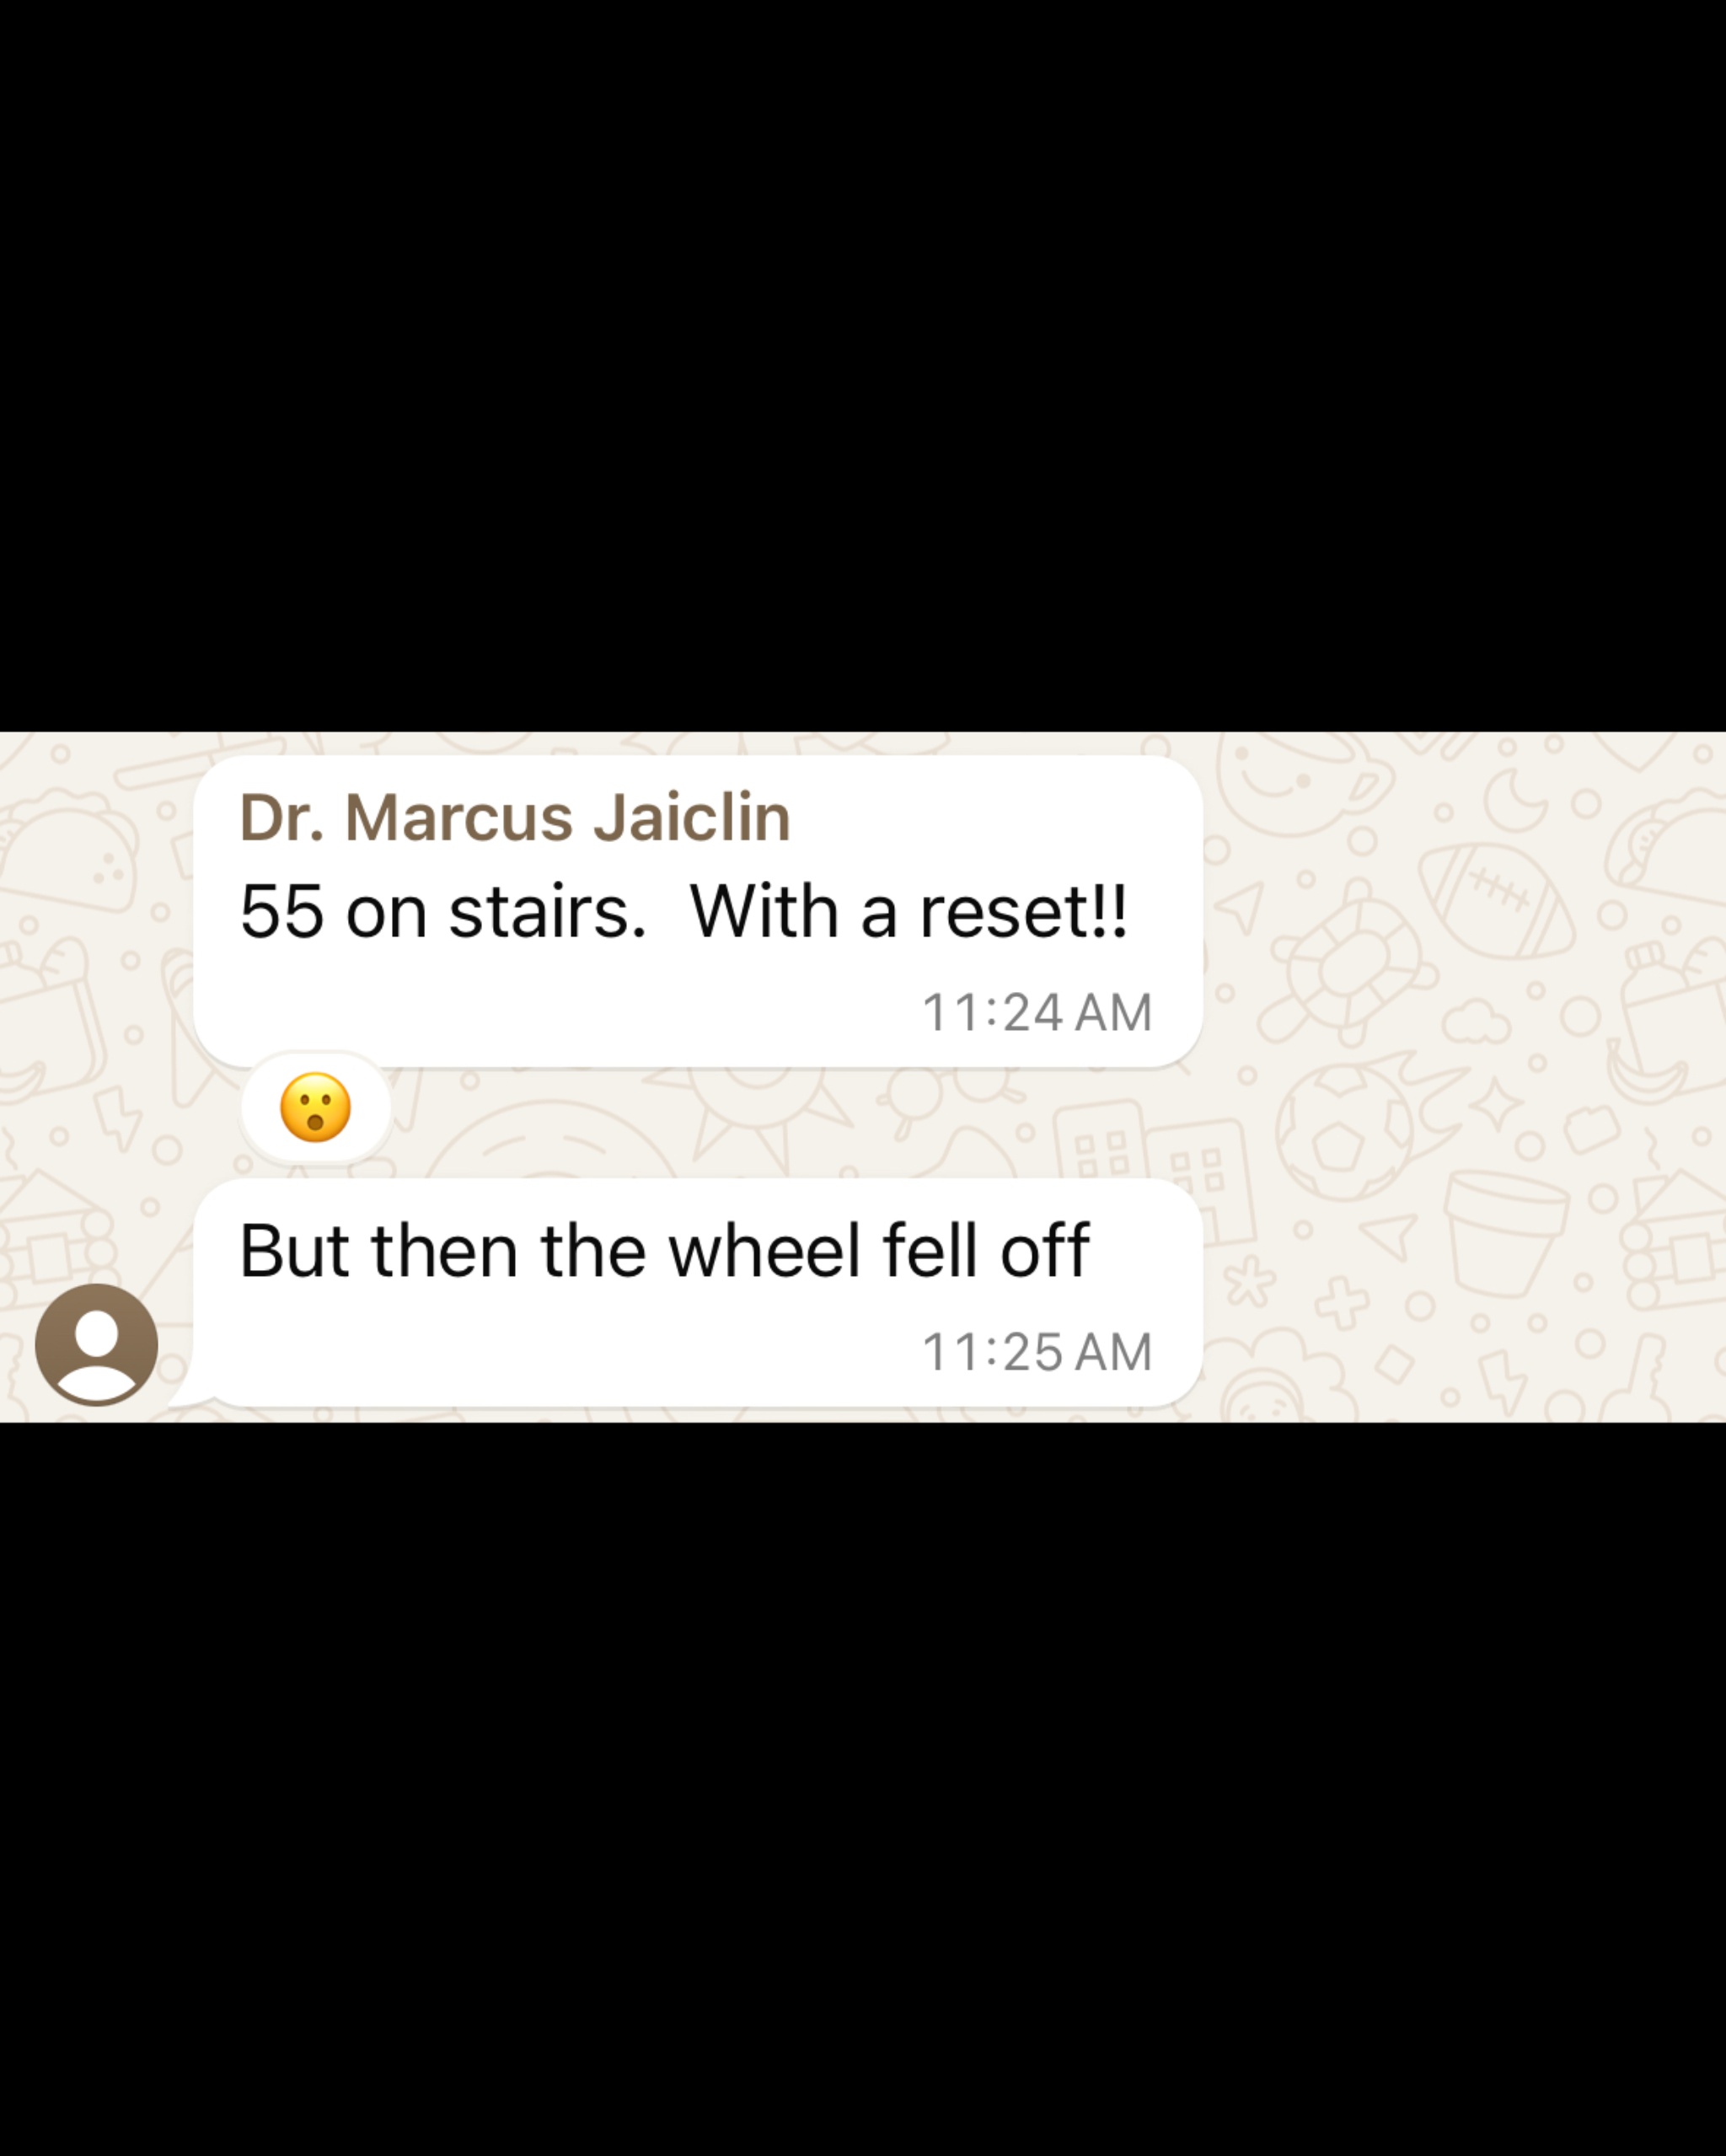 Dr. Marcus Jaiclin
55 on stairs.  With a reset!!
11:24 AM
But then the wheel fell off
11:25 AM